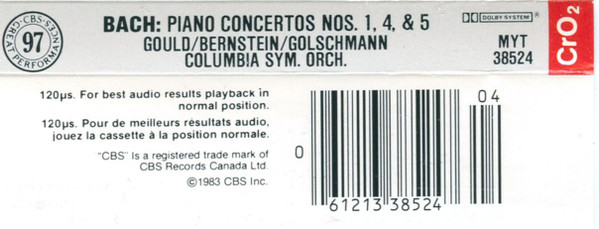 CBS GREAT PERFORMANCES
97
BACH: PIANO CONCERTOS NOS. 1, 4, & 5
GOULD/BERNSTEIN/GOLSCHMANN
COLUMBIA SYM. ORCH.
DOLBY SYSTEM ®
MYT
38524
CrO2
120µs. For best audio results playback in
normal position.
120µs. Pour de meilleurs résultats audio,
jouez la cassette à la position normale.
"CBS" Is a registered trade mark of
CBS Records Canada Ltd.
©1983 CBS Inc.
04
0
61213 38524